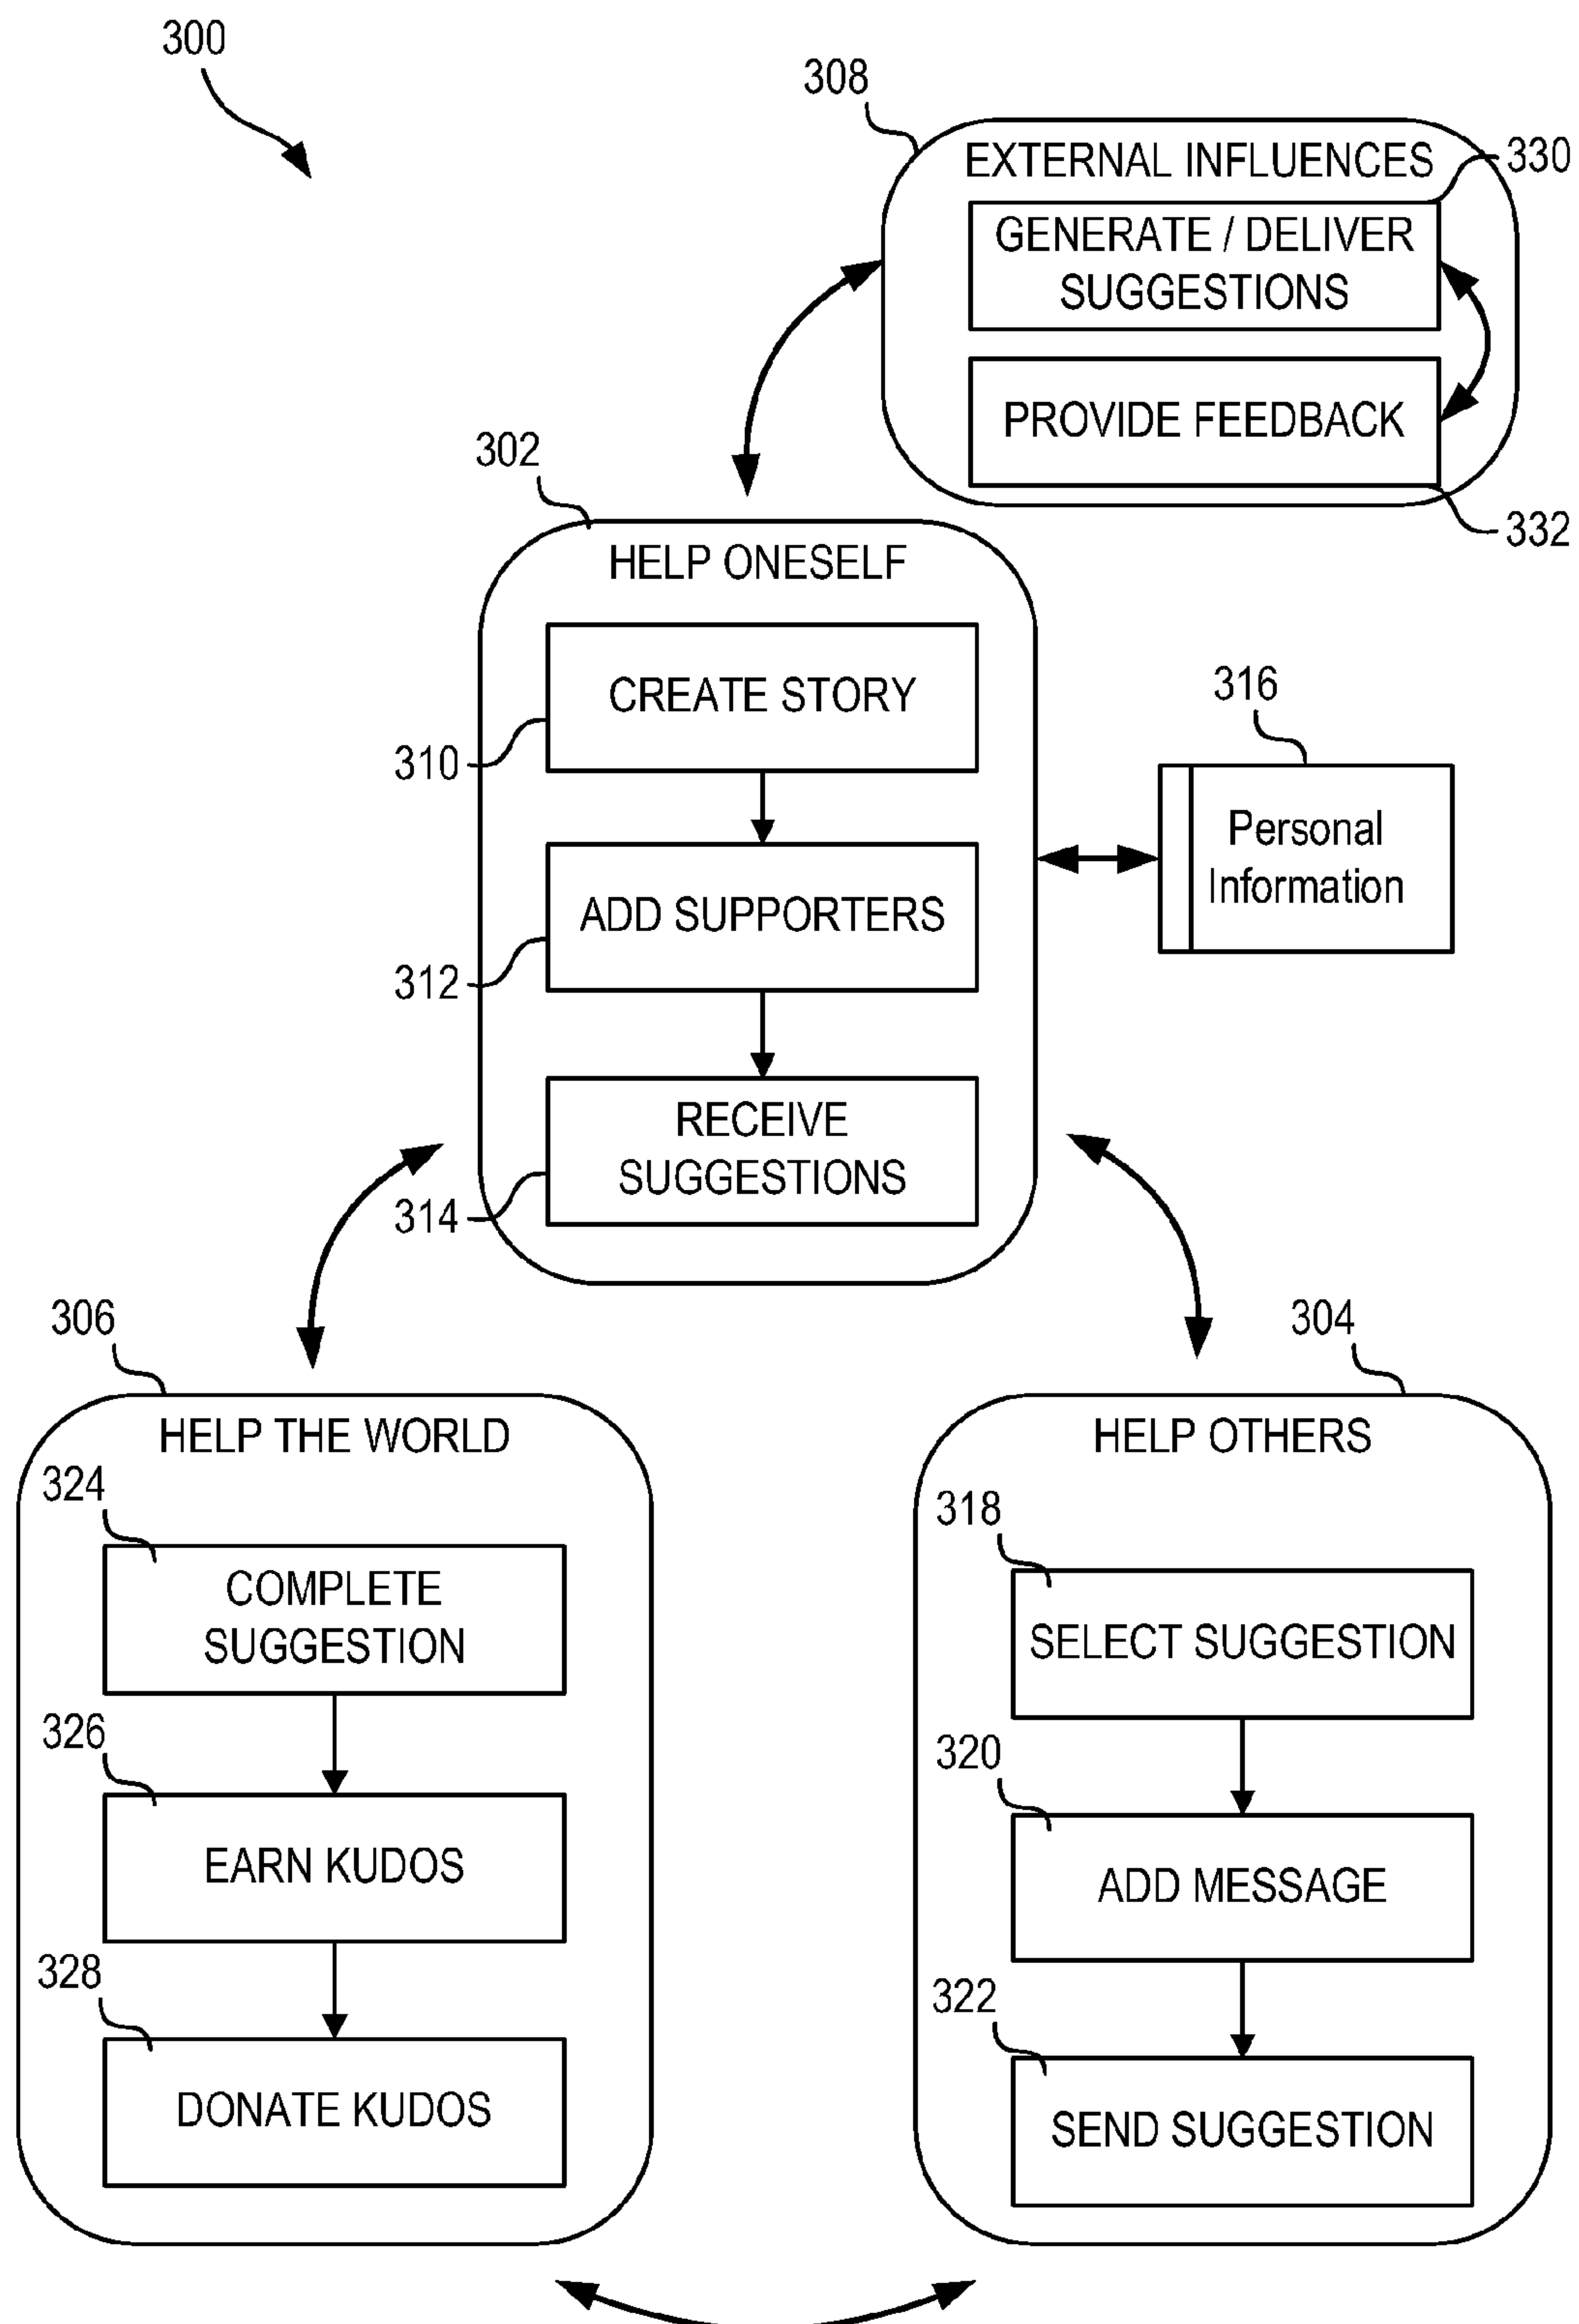 300
308
EXTERNAL INFLUENCES
330
GENERATE / DELIVER
SUGGESTIONS
PROVIDE FEEDBACK
332
302
HELP ONESELF
CREATE STORY
310
316
Personal
Information
ADD SUPPORTERS
312
RECEIVE
SUGGESTIONS
314
306
HELP THE WORLD
324
COMPLETE
SUGGESTION
326
EARN KUDOS
328
DONATE KUDOS
304
HELP OTHERS
318
SELECT SUGGESTION
320
ADD MESSAGE
322
SEND SUGGESTION